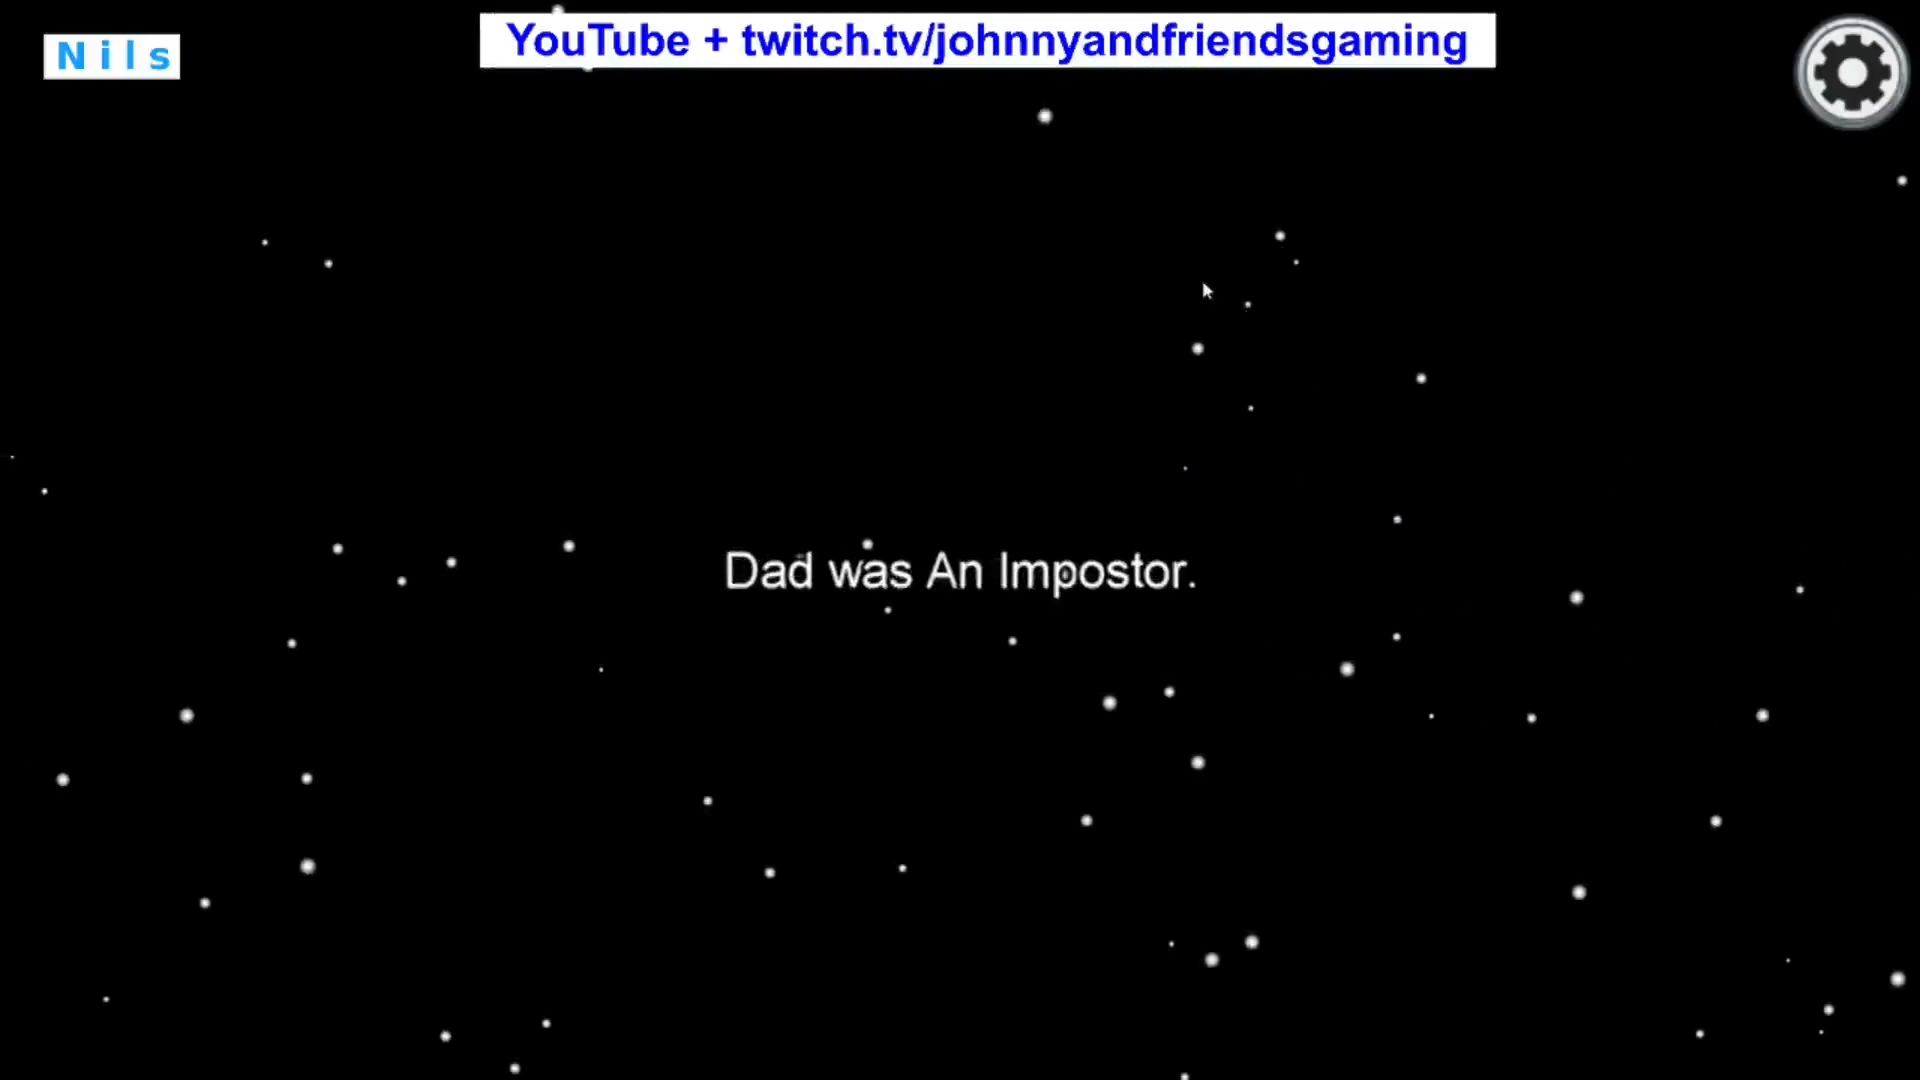 YouTube + twitch.tv/johnnyandfriendsgaming
Nils
Dad was An Impostor.